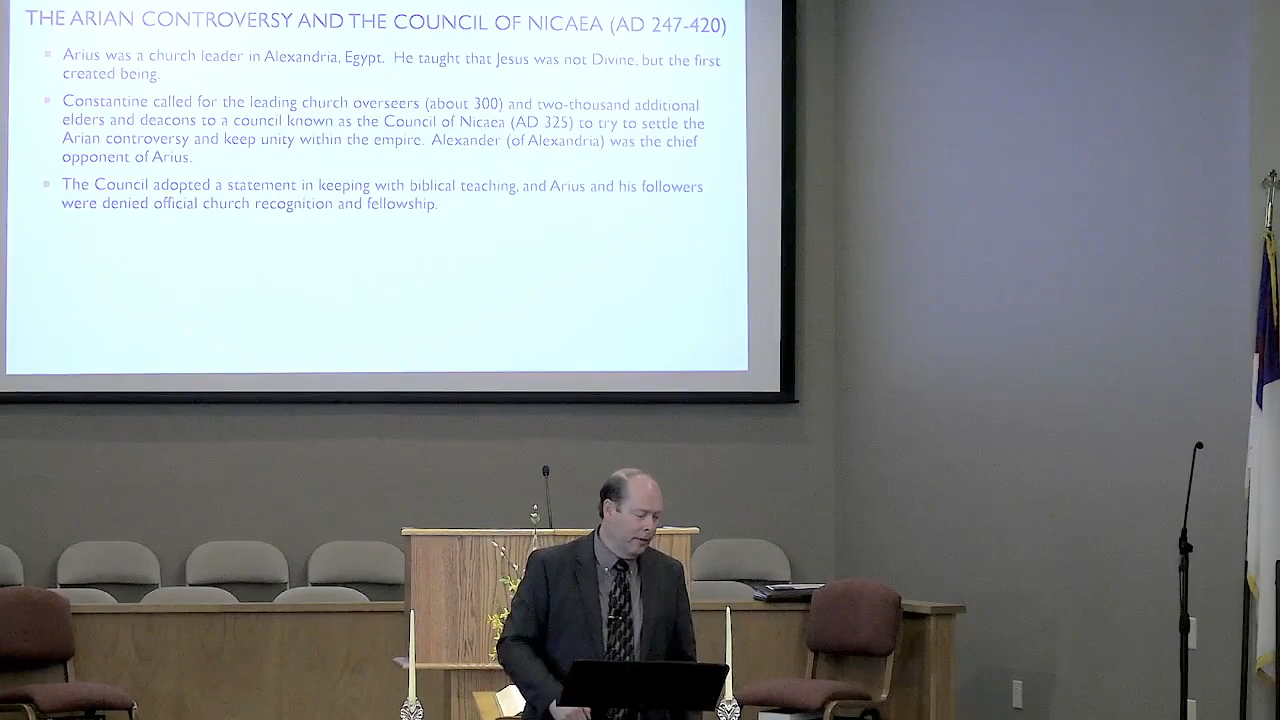 THE ARIAN CONTROVERSY AND THE COUNCIL OF NICAEA (AD 247-420)
Arius was a church leader in Alexandria, Egypt. He taught that Jesus was not Divine, but the first
created being.
Constantine called for the leading church overseers (about 300) and two-thousand additional
elders and deacons to a council known as the Council of Nicaea (AD 325) to try to settle the
Arian controversy and keep unity within the empire. Alexander (of Alexandria) was the chief
opponent of Arius.
The Council adopted a statement in keeping with biblical teaching, and Arius and his followers
were denied official church recognition and fellowship.